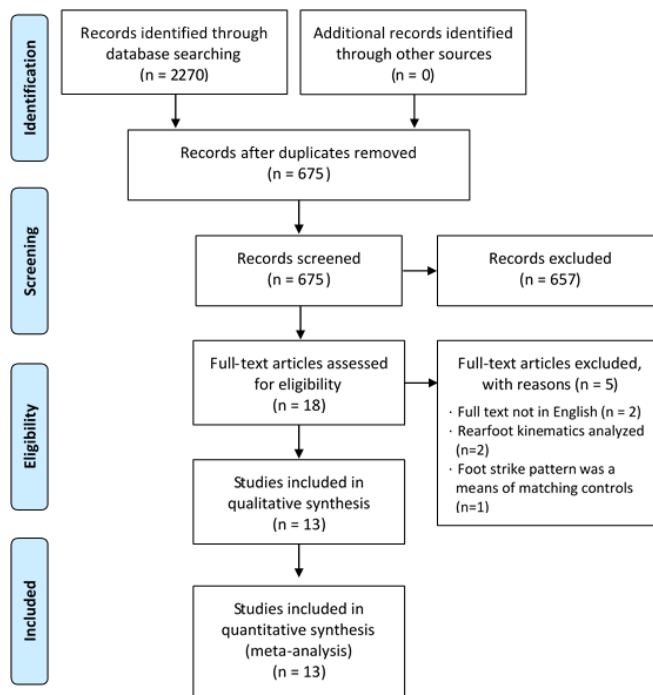 Identification
Records identified through
database searching
(n = 2270)
Additional records identified
through other sources
(n = 0)
Records after duplicates removed
(n = 675)
Screening
Records screened
(n = 675)
Records excluded
(n = 657)
Eligibility
Full-text articles assessed
for eligibility
(n = 18)
Full-text articles excluded,
with reasons (n = 5)
· Full text not in English (n = 2)
· Rearfoot kinematics analyzed
(n=2)
· Foot strike pattern was a
means of matching controls
(n=1)
Studies included in
qualitative synthesis
(n = 13)
Included
Studies included in
quantitative synthesis
(meta-analysis)
(n = 13)